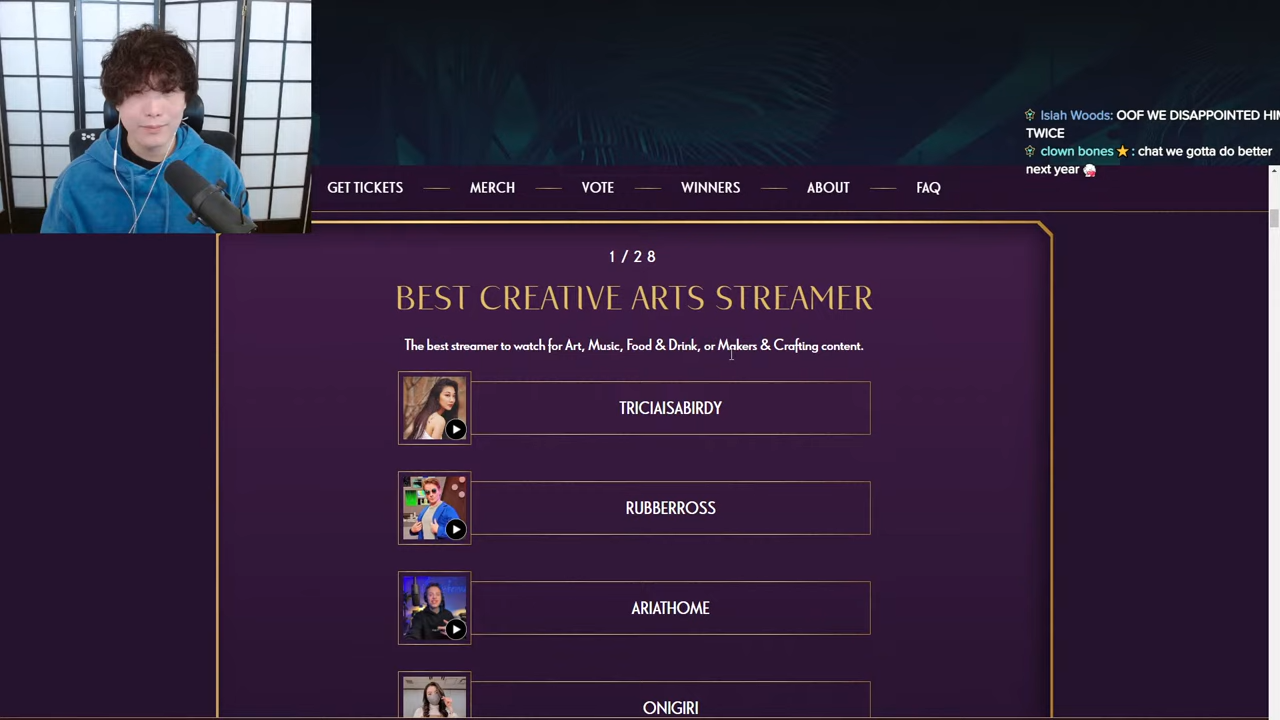 Isiah Woods: OOF WE DISAPPOINTED HIM
TWICE
clown bones ⭐: chat we gotta do better
next year
GET TICKETS
MERCH
VOTE
WINNERS
ABOUT
FAQ
1/28
BEST CREATIVE ARTS STREAMER
The best streamer to watch for Art, Music, Food & Drink, or Makers & Crafting content.
TRICIAISABIRDY
RUBBERROSS
ARIATHOME
ONIGIRI